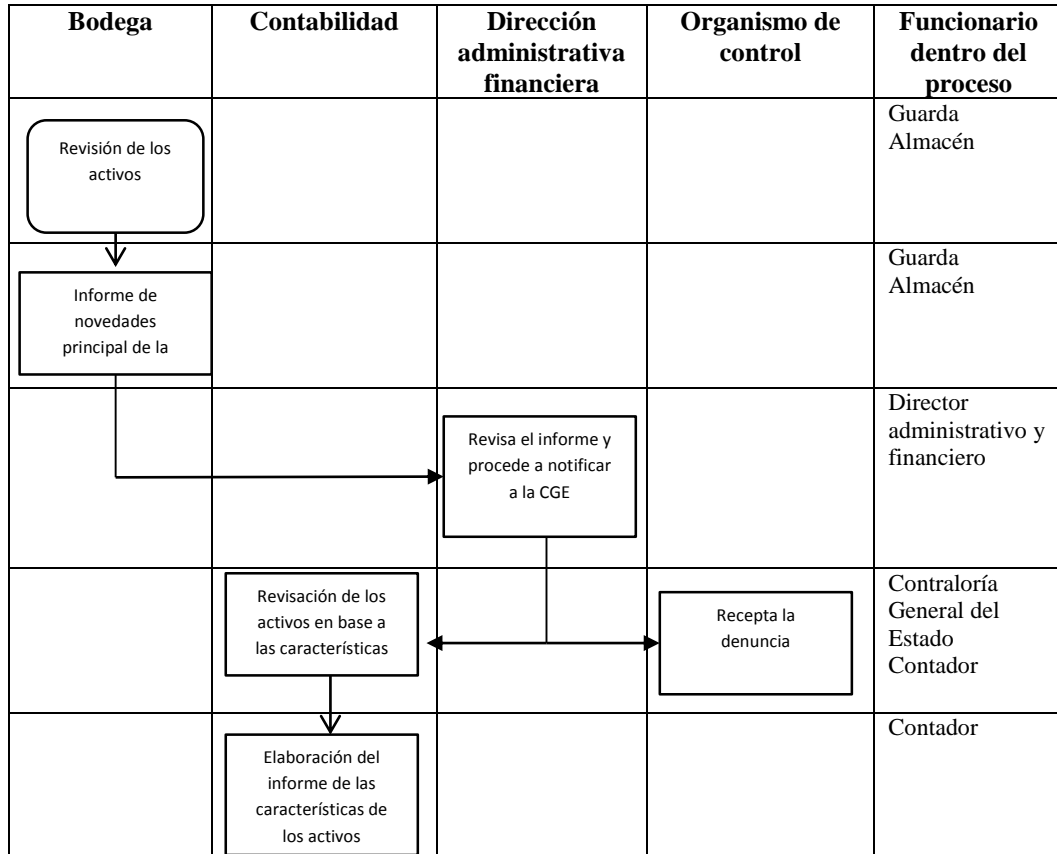 Bodega
Contabilidad
Dirección
administrativa
financiera
Organismo de
control
Funcionario
dentro del
proceso
Revisión de los
activos
Guarda
Almacén
Informe de
novedades
principal de la
Guarda
Almacén
Revisa el informe y
procede a notificar
a la CGE
Director
administrativo y
financiero
Revisación de los
activos en base a
las características
Recepta la
denuncia
Contraloría
General del
Estado
Contador
Elaboración del
informe de las
características de
los activos
Contador